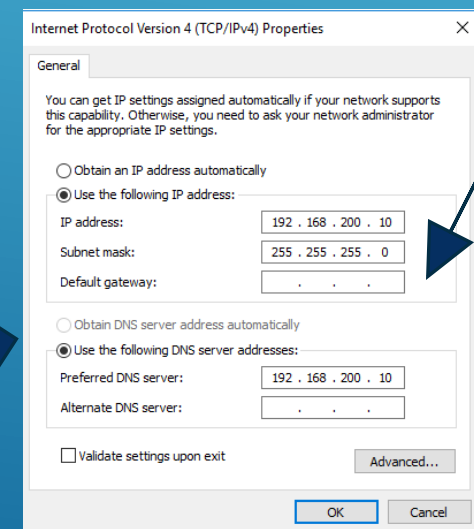 Internet Protocol Version 4 (TCP/IPv4) Properties
General
You can get IP settings assigned automatically if your network supports
this capability. Otherwise, you need to ask your network administrator
for the appropriate IP settings.
Obtain an IP address automatically
Use the following IP address:
IP address: 192 . 168 . 200 . 10
Subnet mask: 255 . 255 . 255 . 0
Default gateway: . . .
Obtain DNS server address automatically
Use the following DNS server addresses:
Preferred DNS server: 192 . 168 . 200 . 10
Alternate DNS server: . . .
Validate settings upon exit
Advanced...
OK Cancel